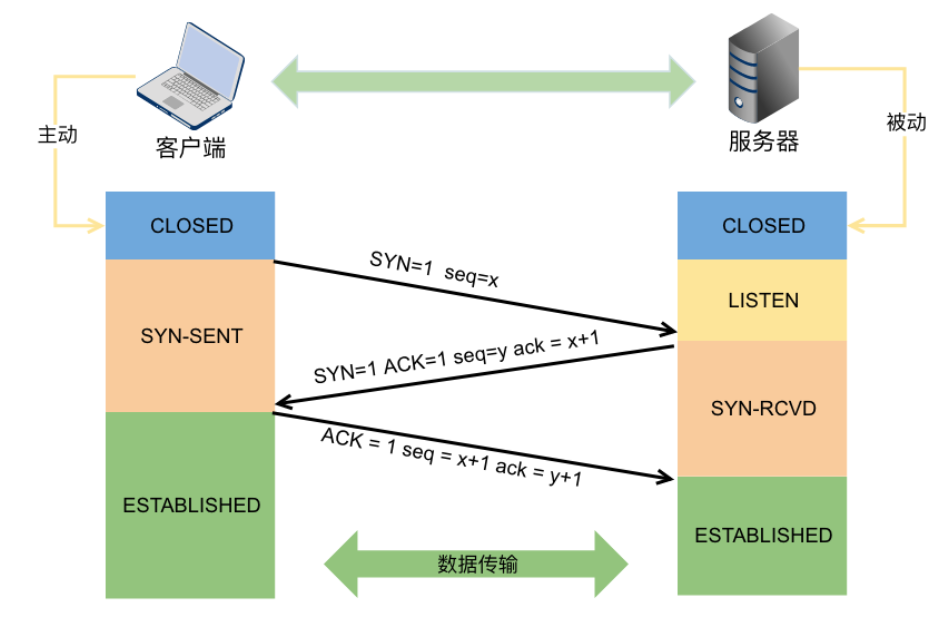 主动
客户端
服务器
被动
CLOSED
CLOSED
SYN=1 seq=x
LISTEN
SYN-SENT
SYN=1 ACK=1 seq=y ack = x+1
SYN-RCVD
ACK = 1 seq = x+1 ack = y+1
ESTABLISHED
ESTABLISHED
数据传输